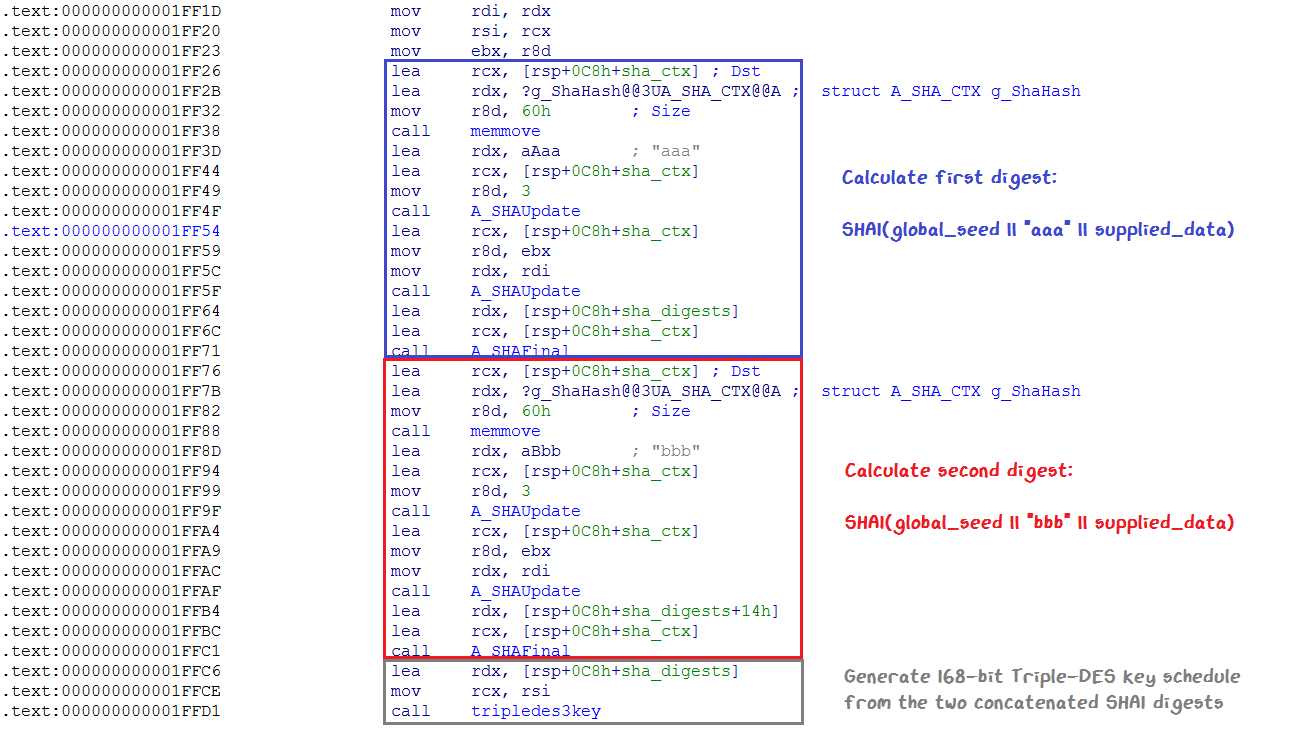 .text:000000000001FF1D mov rdi, rdx
.text:000000000001FF20 mov rsi, rcx
.text:000000000001FF23 mov ebx, r8d
.text:000000000001FF26 lea rcx, [rsp+0C8h+sha_ctx] ; Dst
.text:000000000001FF2B lea rdx, ?g_ShaHash@@3UA_SHA_CTX@@A ; struct A_SHA_CTX g_ShaHash
.text:000000000001FF32 mov r8d, 60h ; Size
.text:000000000001FF38 call memmove
.text:000000000001FF3D lea rdx, aAaa ; "aaa"
.text:000000000001FF44 lea rcx, [rsp+0C8h+sha_ctx]
.text:000000000001FF49 mov r8d, 3
.text:000000000001FF4F call A_SHAUpdate
.text:000000000001FF54 lea rcx, [rsp+0C8h+sha_ctx]
.text:000000000001FF59 mov r8d, ebx
.text:000000000001FF5C mov rdx, rdi
.text:000000000001FF5F call A_SHAUpdate
.text:000000000001FF64 lea rdx, [rsp+0C8h+sha_digests]
.text:000000000001FF6C lea rcx, [rsp+0C8h+sha_ctx]
.text:000000000001FF71 call A_SHAFinal
Calculate first digest:
SHA1(global_seed || "aaa" || supplied_data)
.text:000000000001FF76 lea rcx, [rsp+0C8h+sha_ctx] ; Dst
.text:000000000001FF7B lea rdx, ?g_ShaHash@@3UA_SHA_CTX@@A ; struct A_SHA_CTX g_ShaHash
.text:000000000001FF82 mov r8d, 60h ; Size
.text:000000000001FF88 call memmove
.text:000000000001FF8D lea rdx, aBbb ; "bbb"
.text:000000000001FF94 lea rcx, [rsp+0C8h+sha_ctx]
.text:000000000001FF99 mov r8d, 3
.text:000000000001FF9F call A_SHAUpdate
.text:000000000001FFA4 lea rcx, [rsp+0C8h+sha_ctx]
.text:000000000001FFA9 mov r8d, ebx
.text:000000000001FFAC mov rdx, rdi
.text:000000000001FFAF call A_SHAUpdate
.text:000000000001FFB4 lea rdx, [rsp+0C8h+sha_digests+14h]
.text:000000000001FFBC lea rcx, [rsp+0C8h+sha_ctx]
.text:000000000001FFC1 call A_SHAFinal
Calculate second digest:
SHA1(global_seed || "bbb" || supplied_data)
.text:000000000001FFC6 lea rdx, [rsp+0C8h+sha_digests]
.text:000000000001FFCE mov rcx, rsi
.text:000000000001FFD1 call tripledes3key
Generate 168-bit Triple-DES key schedule
from the two concatenated SHA1 digests